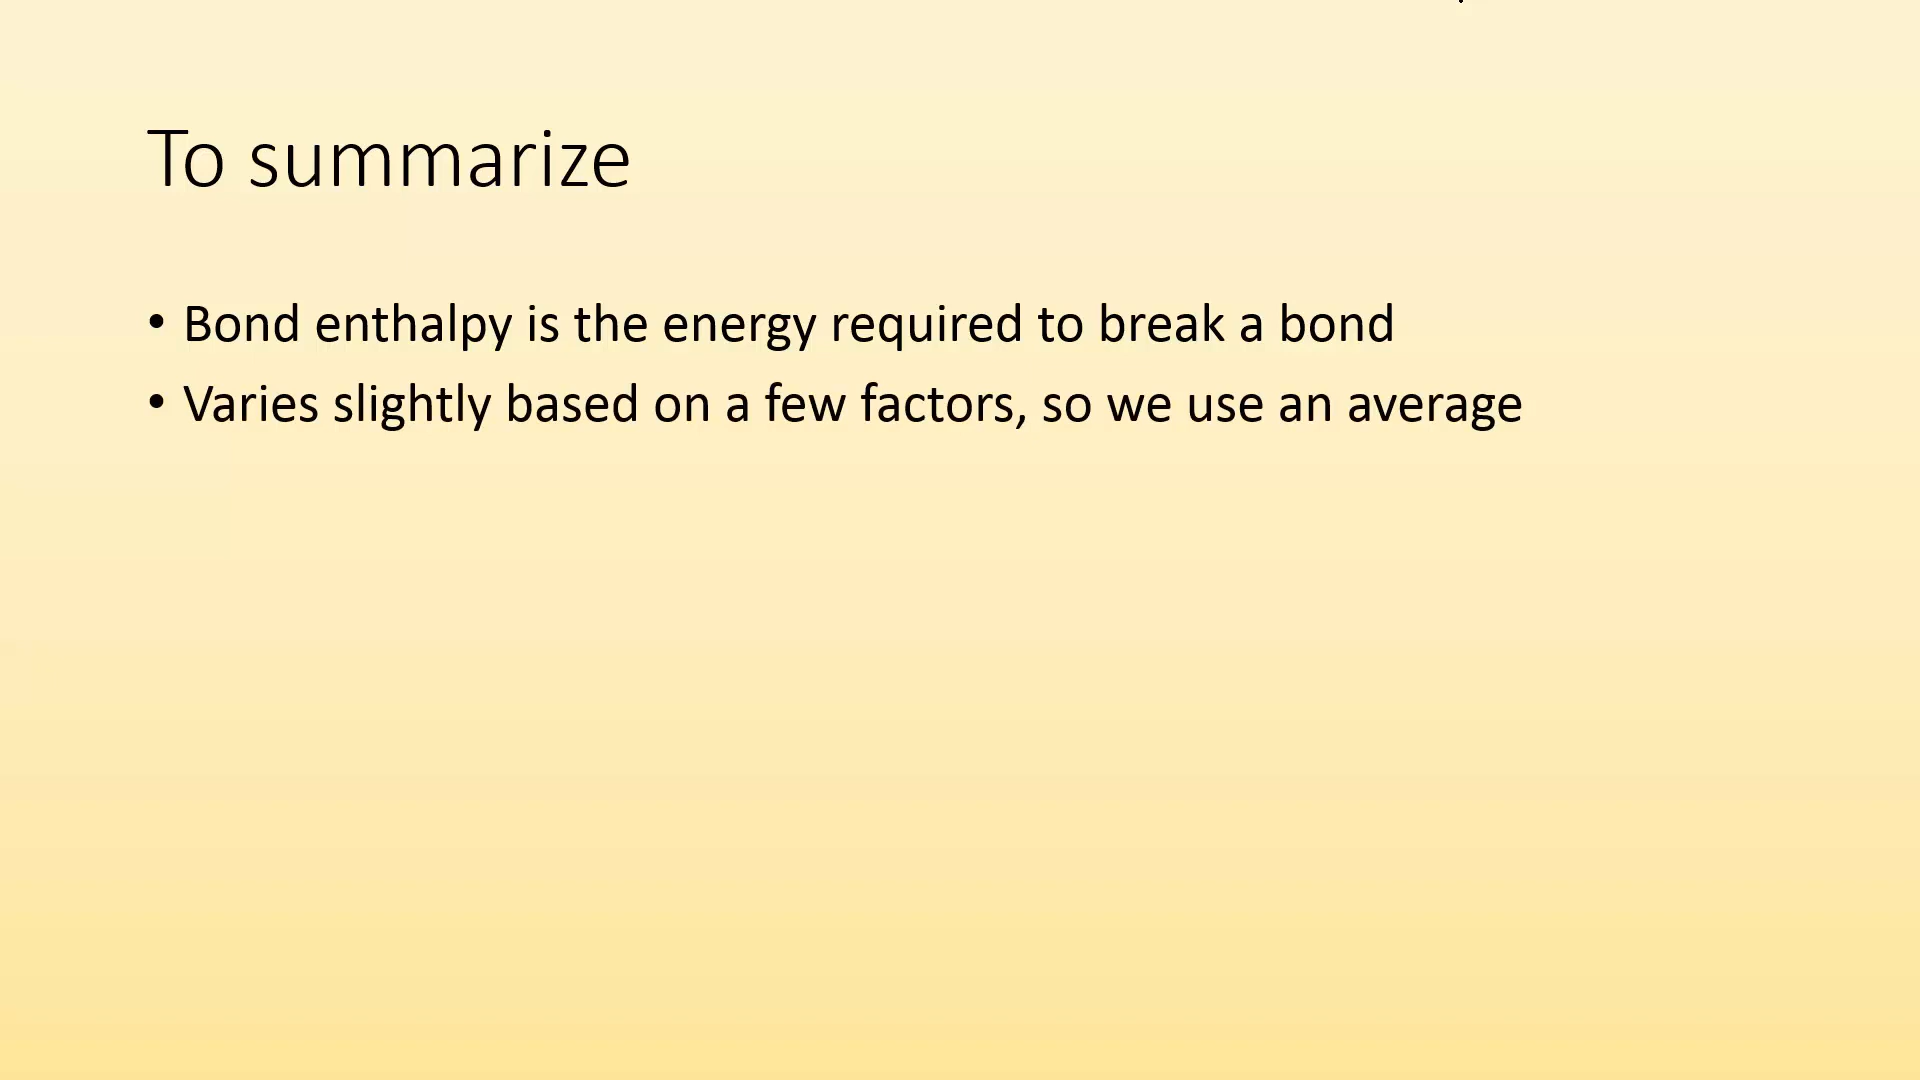 To summarize
• Bond enthalpy is the energy required to break a bond
• Varies slightly based on a few factors, so we use an average